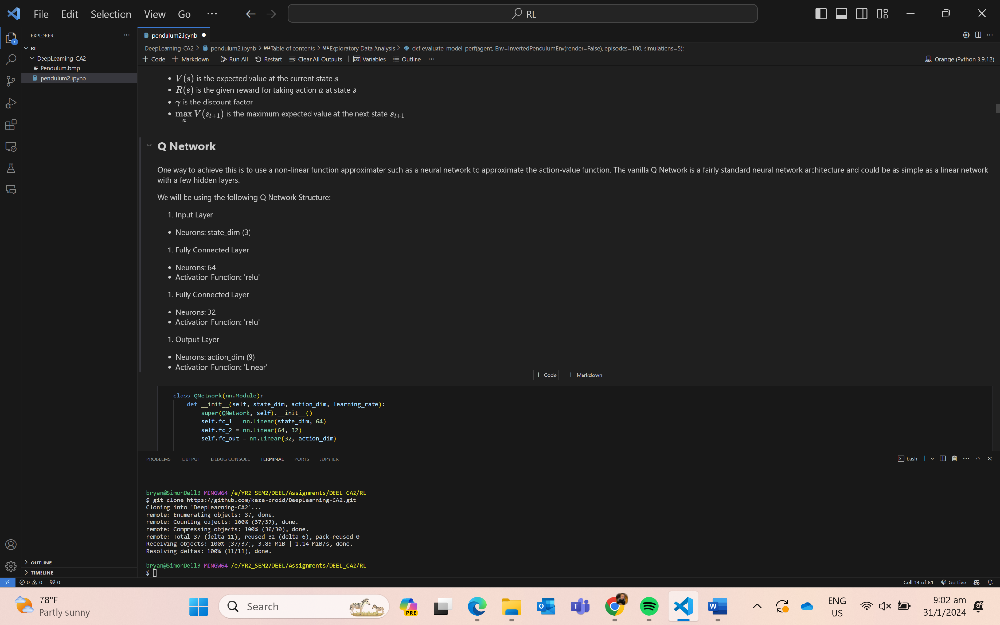 File Edit Selection View Go ... RL
EXPLORER ...
RL
DeepLearning-CA2
Pendulum.bmp
pendulum2.ipynb
pendulum2.ipynb
DeepLearning-CA2 > pendulum2.ipynb > M↓Table of contents > M↓Exploratory Data Analysis > def evaluate_model_perf(agent, Env=InvertedPendulumEnv(render=False), episodes=100, simulations=5):
+ Code + Markdown | Run All Restart Clear All Outputs | Variables Outline ... Orange (Python 3.9.12)
• V(s) is the expected value at the current state s
• R(s) is the given reward for taking action a at state s
• γ is the discount factor
• max a V(s_{t+1}) is the maximum expected value at the next state s_{t+1}
Q Network
One way to achieve this is to use a non-linear function approximater such as a neural network to approximate the action-value function. The vanilla Q Network is a fairly standard neural network architecture and could be as simple as a linear network
with a few hidden layers.
We will be using the following Q Network Structure:
1. Input Layer
• Neurons: state_dim (3)
1. Fully Connected Layer
• Neurons: 64
• Activation Function: 'relu'
1. Fully Connected Layer
• Neurons: 32
• Activation Function: 'relu'
1. Output Layer
• Neurons: action_dim (9)
• Activation Function: 'Linear'
+ Code + Markdown
class QNetwork(nn.Module):
def __init__(self, state_dim, action_dim, learning_rate):
super(QNetwork, self).__init__()
self.fc_1 = nn.Linear(state_dim, 64)
self.fc_2 = nn.Linear(64, 32)
self.fc_out = nn.Linear(32, action_dim)
PROBLEMS OUTPUT DEBUG CONSOLE TERMINAL PORTS JUPYTER bash
bryan@SimonDell3 MINGW64 /e/YR2_SEM2/DEEL/Assignments/DEEL_CA2/RL
$ git clone https://github.com/kaze-droid/DeepLearning-CA2.git
Cloning into 'DeepLearning-CA2'...
remote: Enumerating objects: 37, done.
remote: Counting objects: 100% (37/37), done.
remote: Compressing objects: 100% (30/30), done.
remote: Total 37 (delta 11), reused 32 (delta 6), pack-reused 0
Receiving objects: 100% (37/37), 3.89 MiB | 1.14 MiB/s, done.
Resolving deltas: 100% (11/11), done.
bryan@SimonDell3 MINGW64 /e/YR2_SEM2/DEEL/Assignments/DEEL_CA2/RL
$
OUTLINE
TIMELINE
0 0 0 Cell 14 of 61 Go Live
78°F
Partly sunny
Search
PRE
ENG
US
9:02 am
31/1/2024